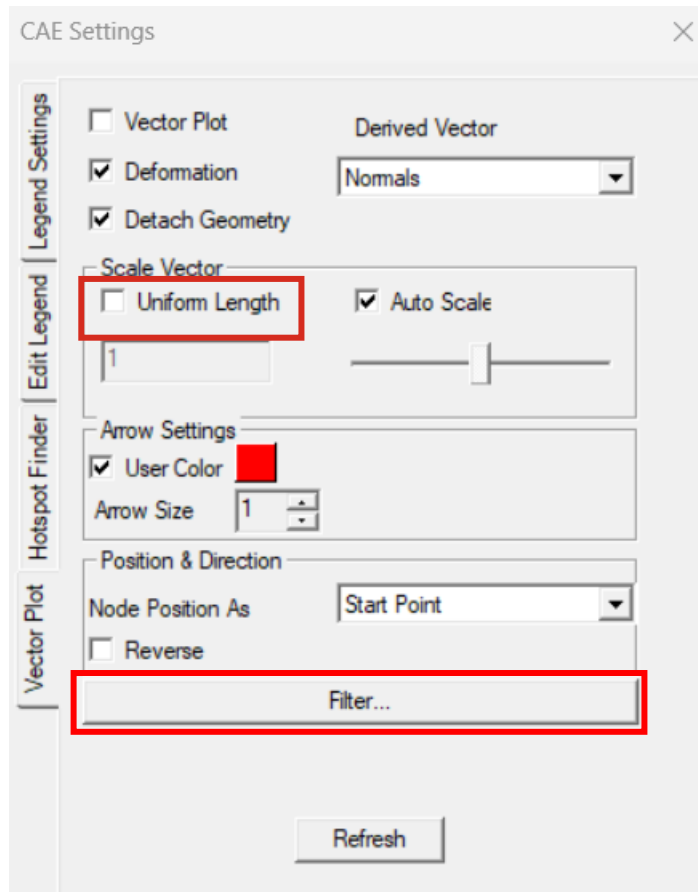 CAE Settings
Legend Settings
Edit Legend
Hotspot Finder
Vector Plot
Vector Plot
Derived Vector
Deformation
Normals
Detach Geometry
Scale Vector
Uniform Length
Auto Scale
1
Arrow Settings
User Color
Arrow Size
1
Position & Direction
Node Position As
Start Point
Reverse
Filter...
Refresh